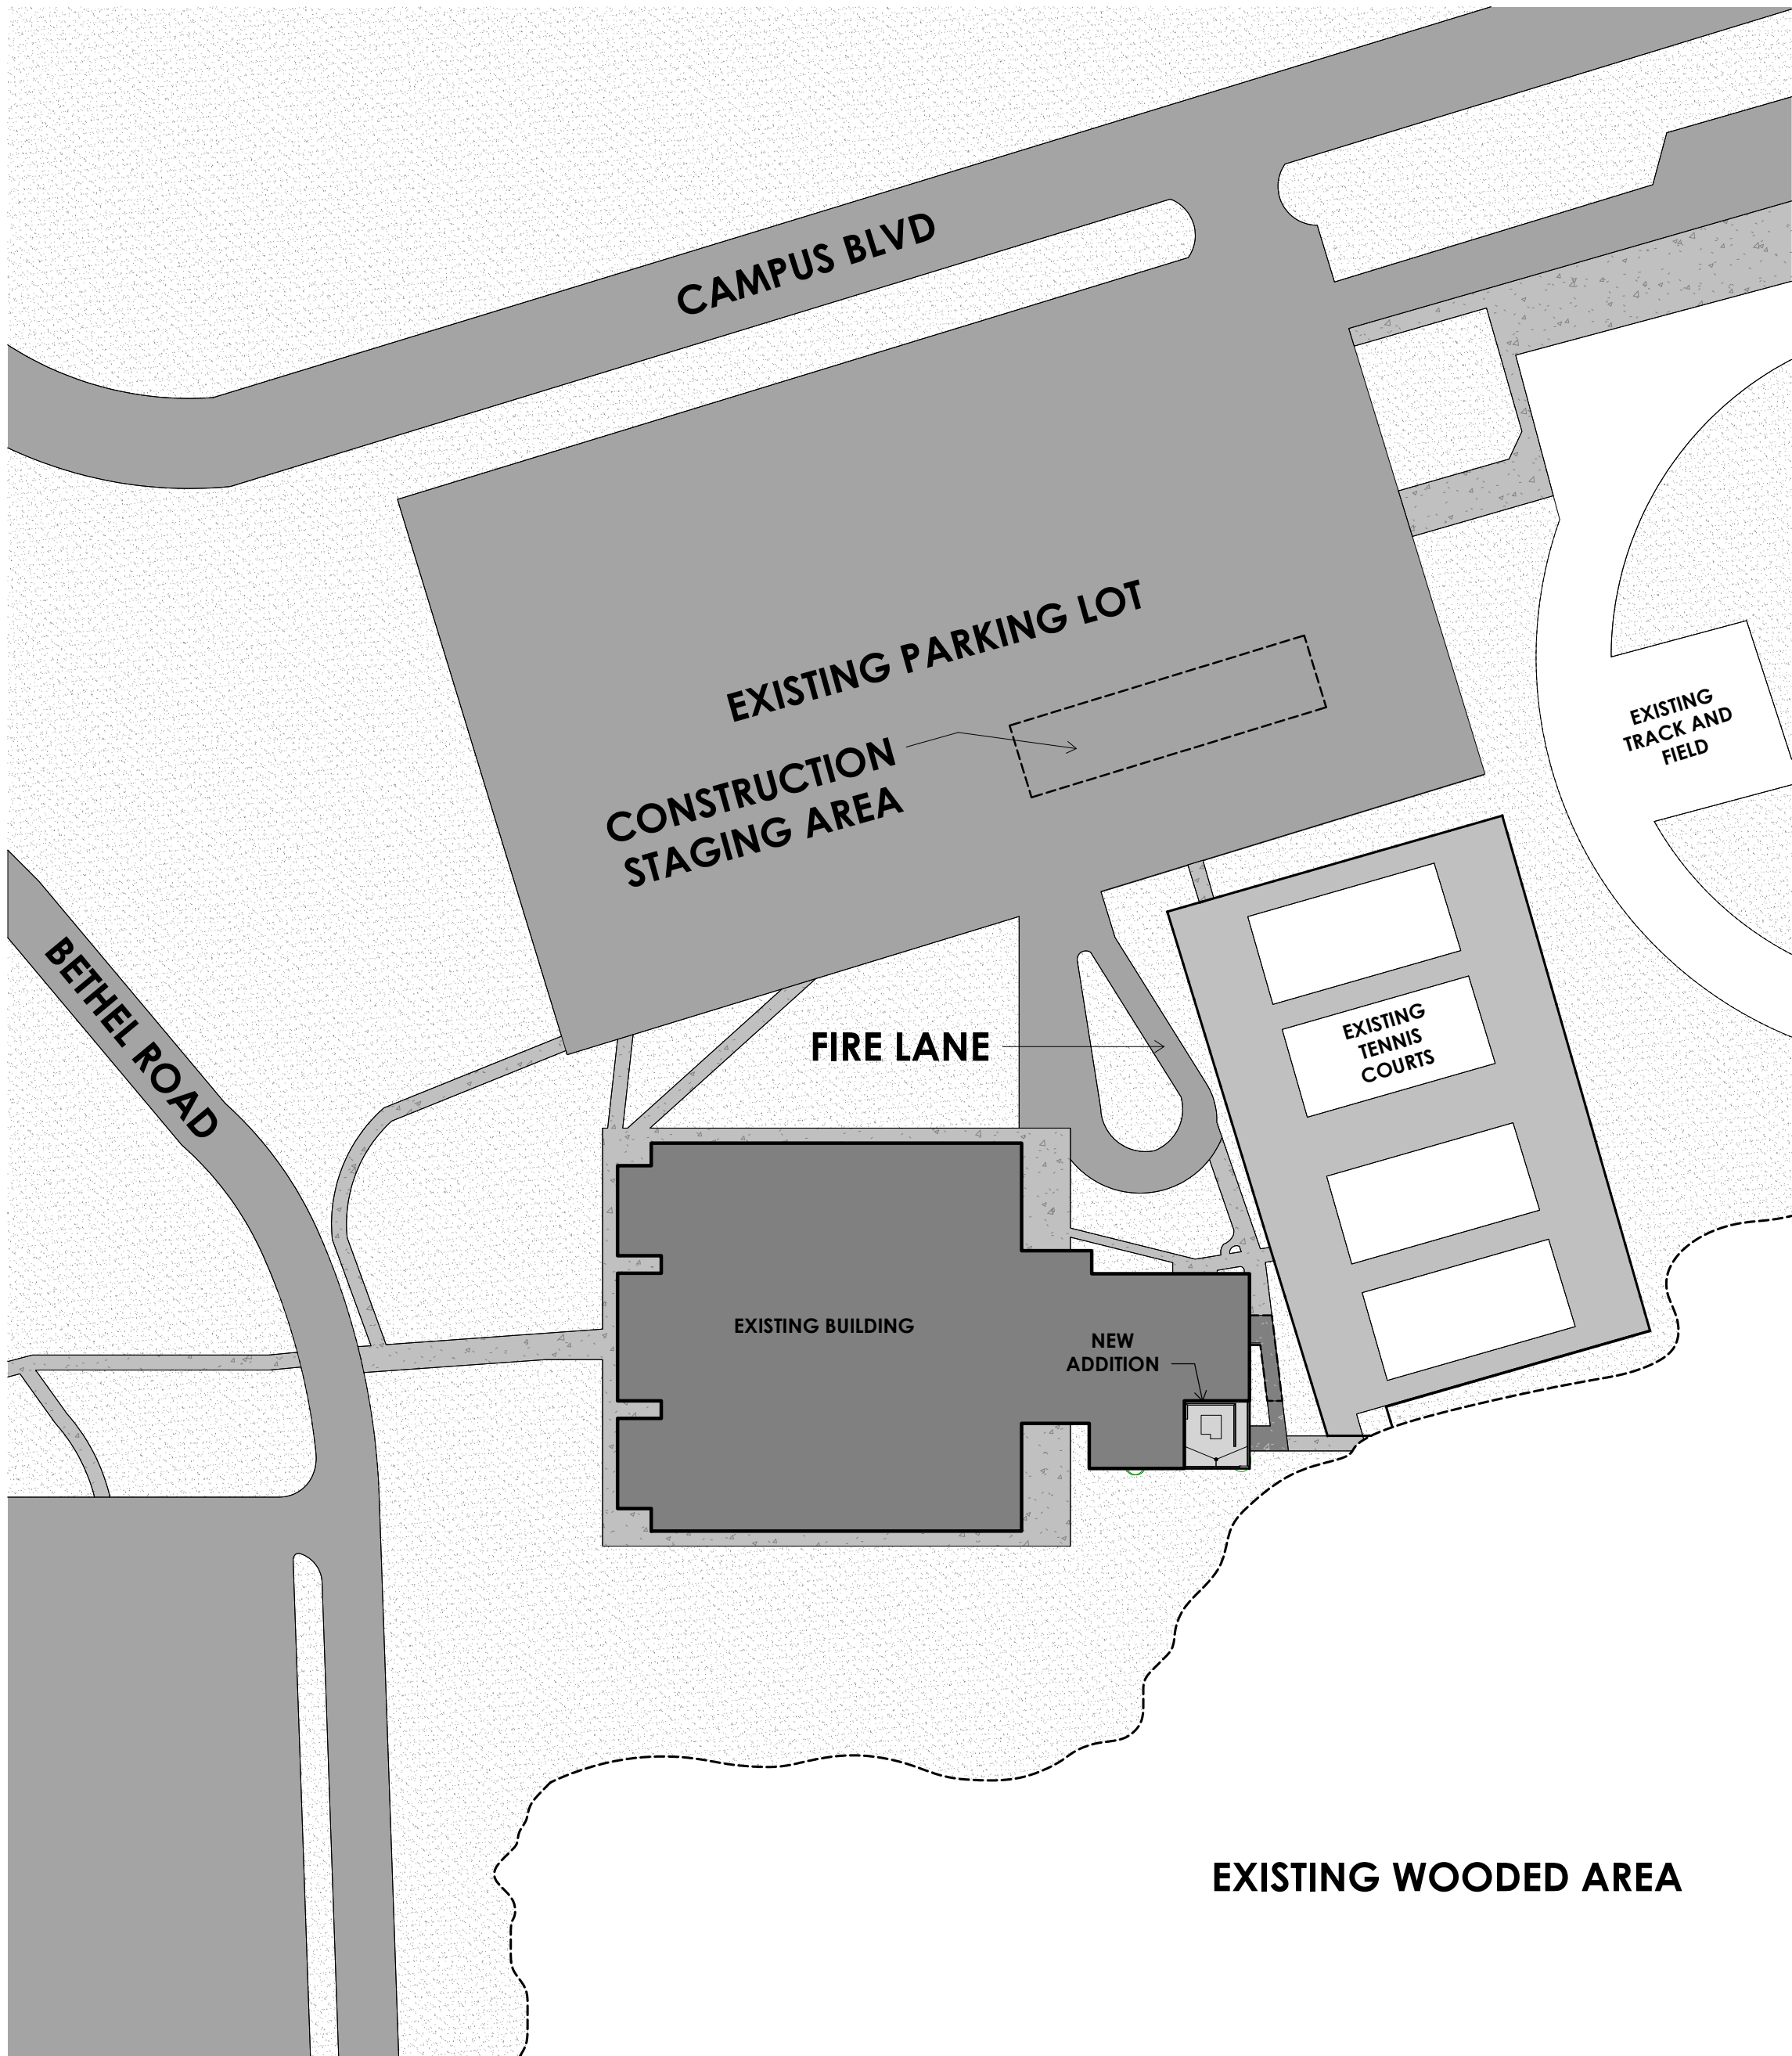 CAMPUS BLVD
EXISTING PARKING LOT
CONSTRUCTION
STAGING AREA
EXISTING
TRACK AND
FIELD
BETHEL ROAD
FIRE LANE
EXISTING
TENNIS
COURTS
EXISTING BUILDING
NEW
ADDITION
EXISTING WOODED AREA